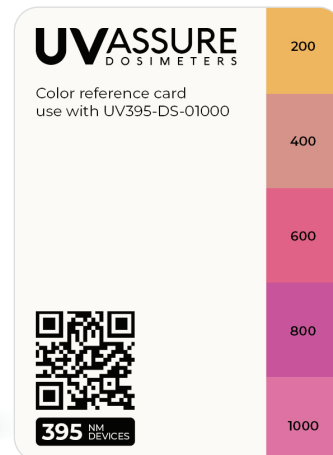 UVASSURE
DOSIMETERS
Color reference card
use with UV395-DS-01000
200
400
600
800
1000
395 NM DEVICES